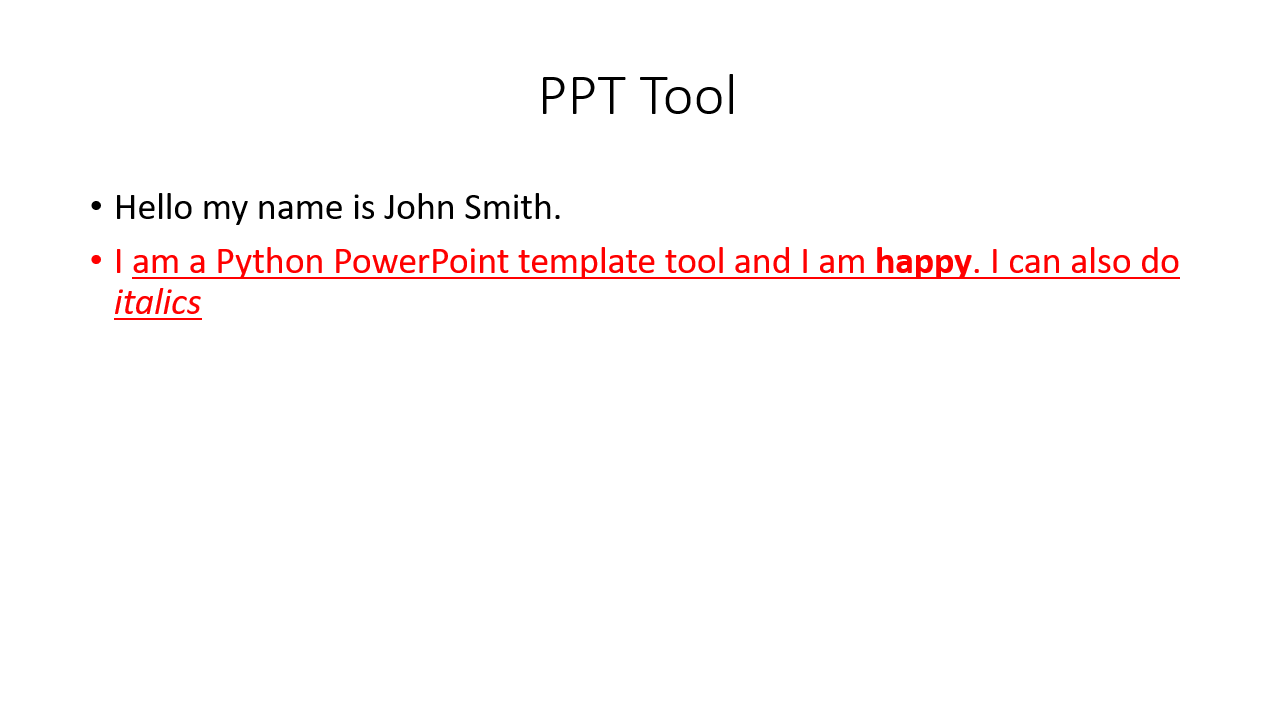 PPT Tool
• Hello my name is John Smith.
• I am a Python PowerPoint template tool and I am happy. I can also do
italics